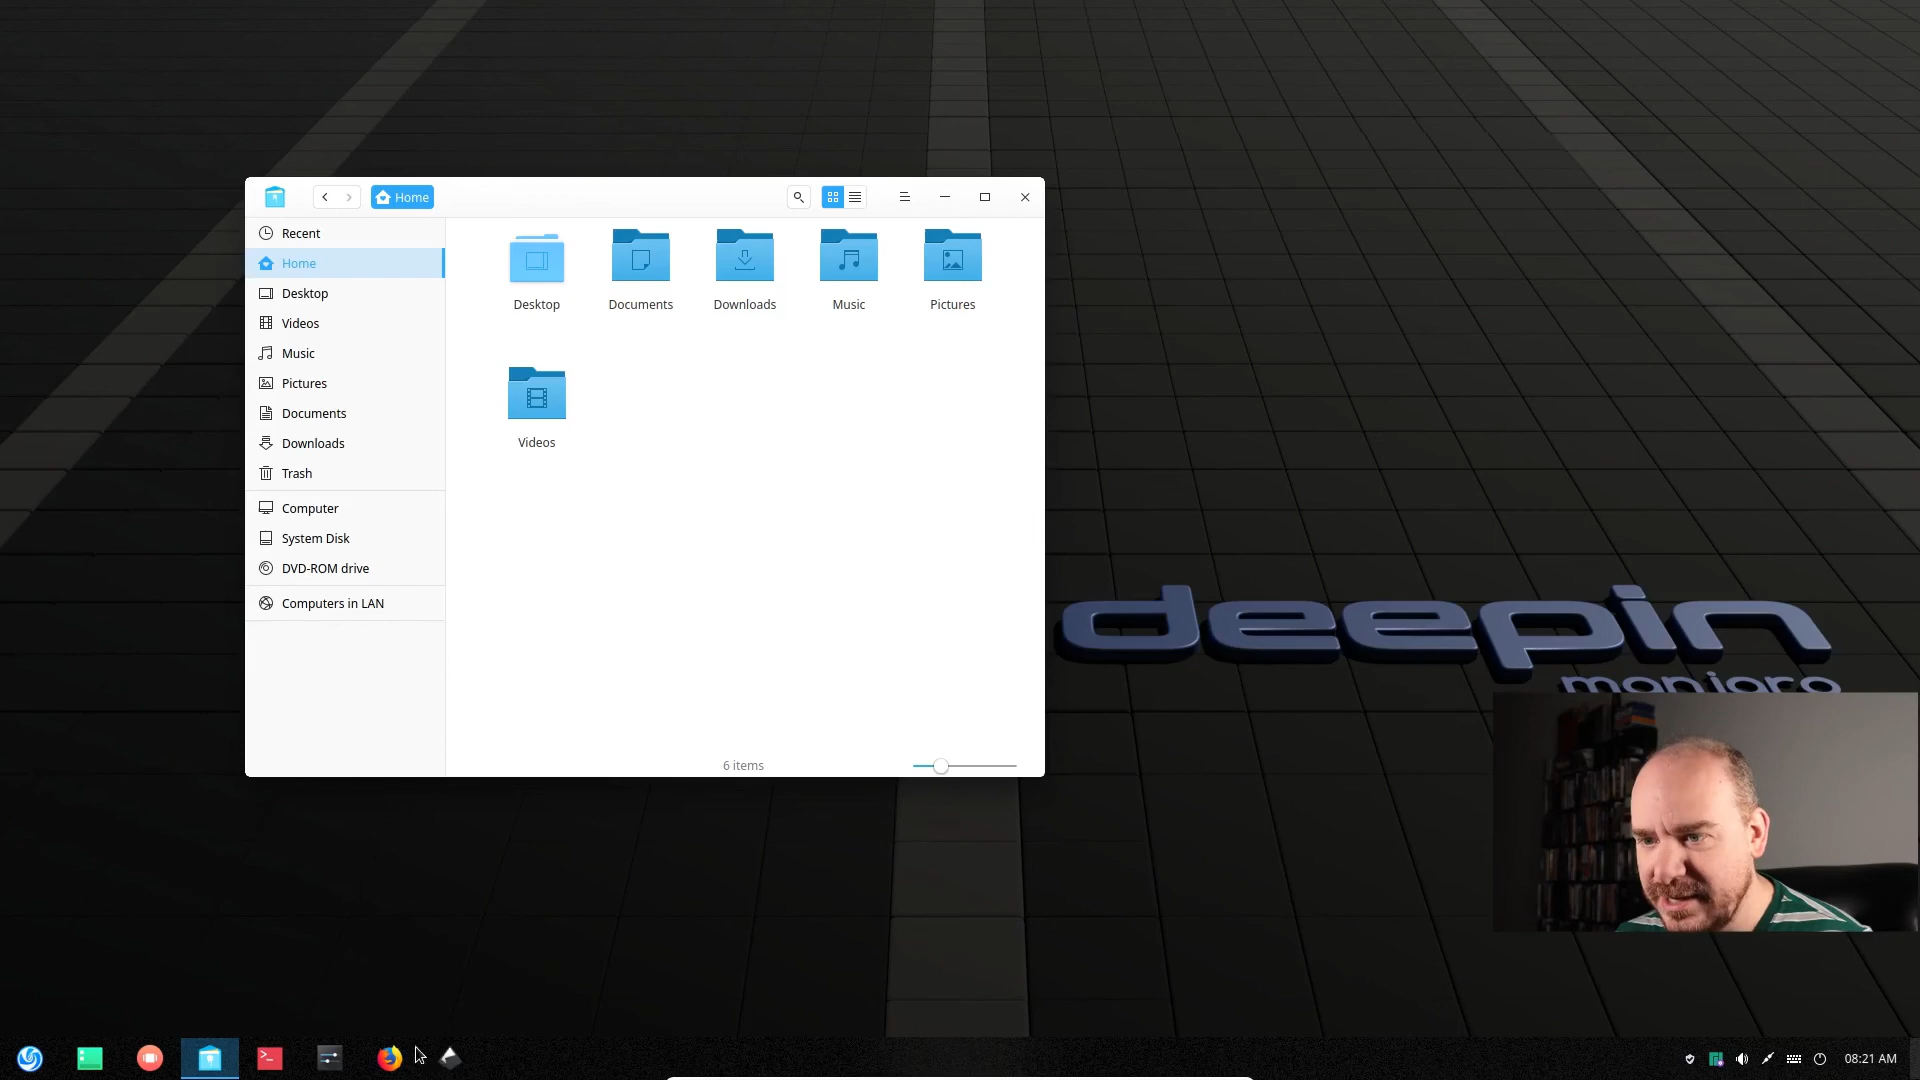 Home
Recent
Home
Desktop
Videos
Music
Pictures
Documents
Downloads
Trash
Computer
System Disk
DVD-ROM drive
Computers in LAN
Desktop
Documents
Downloads
Music
Pictures
Videos
6 items
deepin
manjaro
08:21 AM